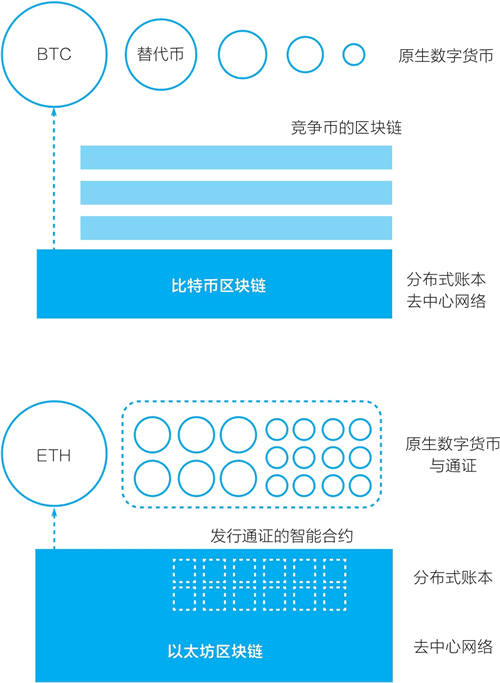 BTC
替代币
原生数字货币
竞争币的区块链
比特币区块链
分布式账本
去中心网络
ETH
原生数字货币
与通证
发行通证的智能合约
分布式账本
以太坊区块链
去中心网络